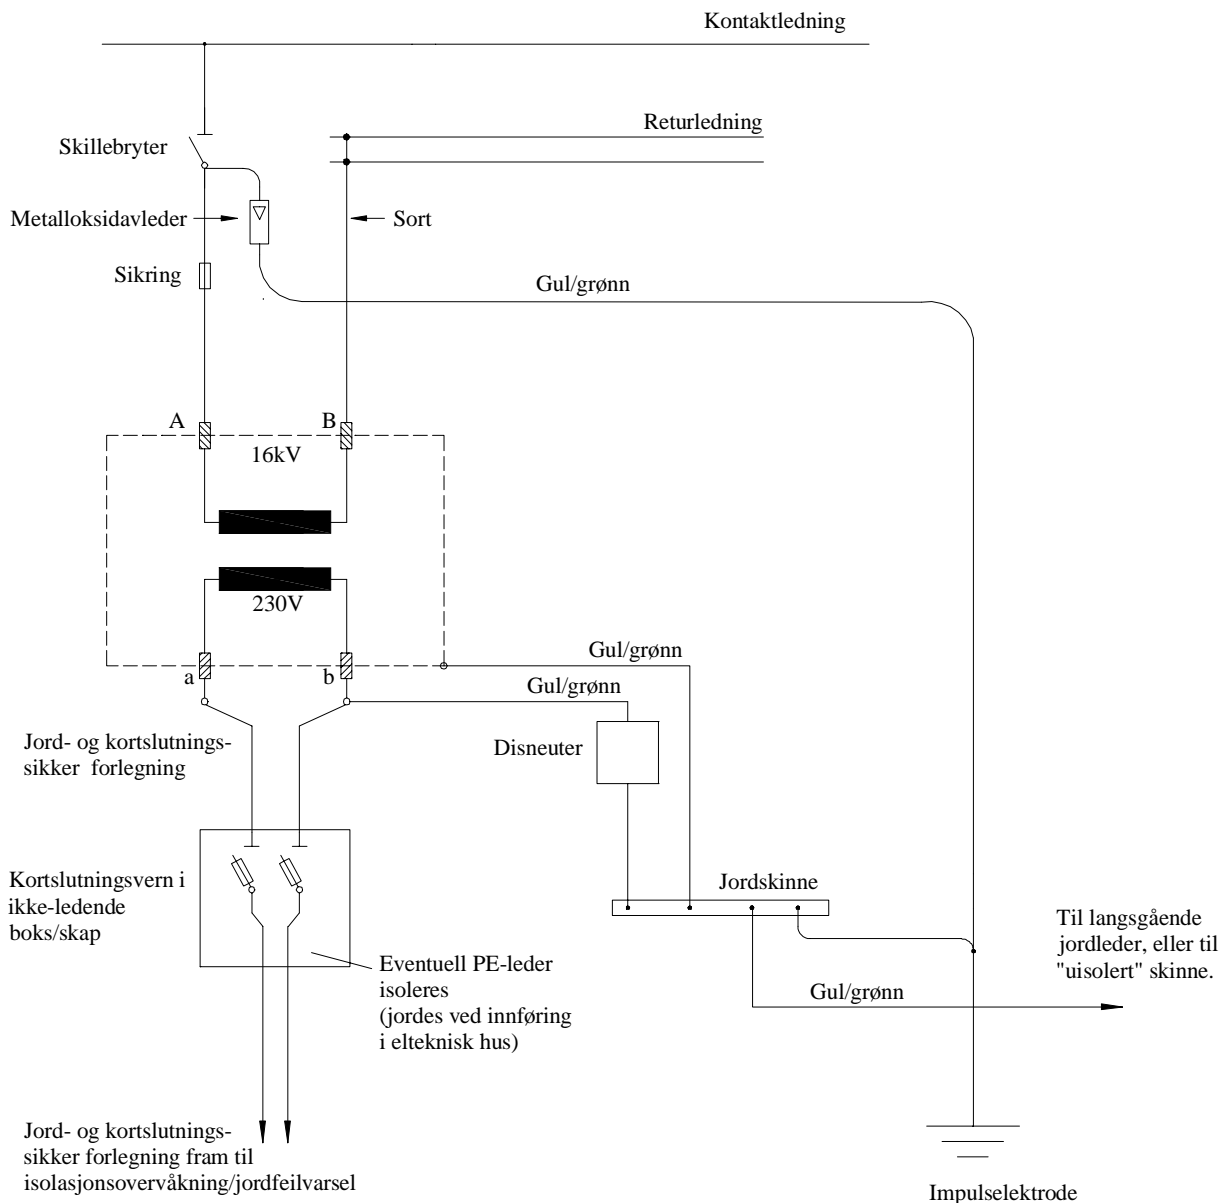 Kontaktledning
Returledning
Skillebryter
Metalloksidavleder
Sort
Sikring
Gul/grønn
A
B
16kV
230V
a
b
Gul/grønn
Gul/grønn
Jord- og kortslutnings-
sikker forlegning
Disneuter
Kortslutningsvern i
ikke-ledende
boks/skap
Jordskinne
Til langsgående
jordleder, eller til
"uisolert" skinne.
Eventuell PE-leder
isoleres
(jordes ved innføring
i elteknisk hus)
Gul/grønn
Jord- og kortslutnings-
sikker forlegning fram til
isolasjonsovervåkning/jordfeilvarsel
Impulselektrode